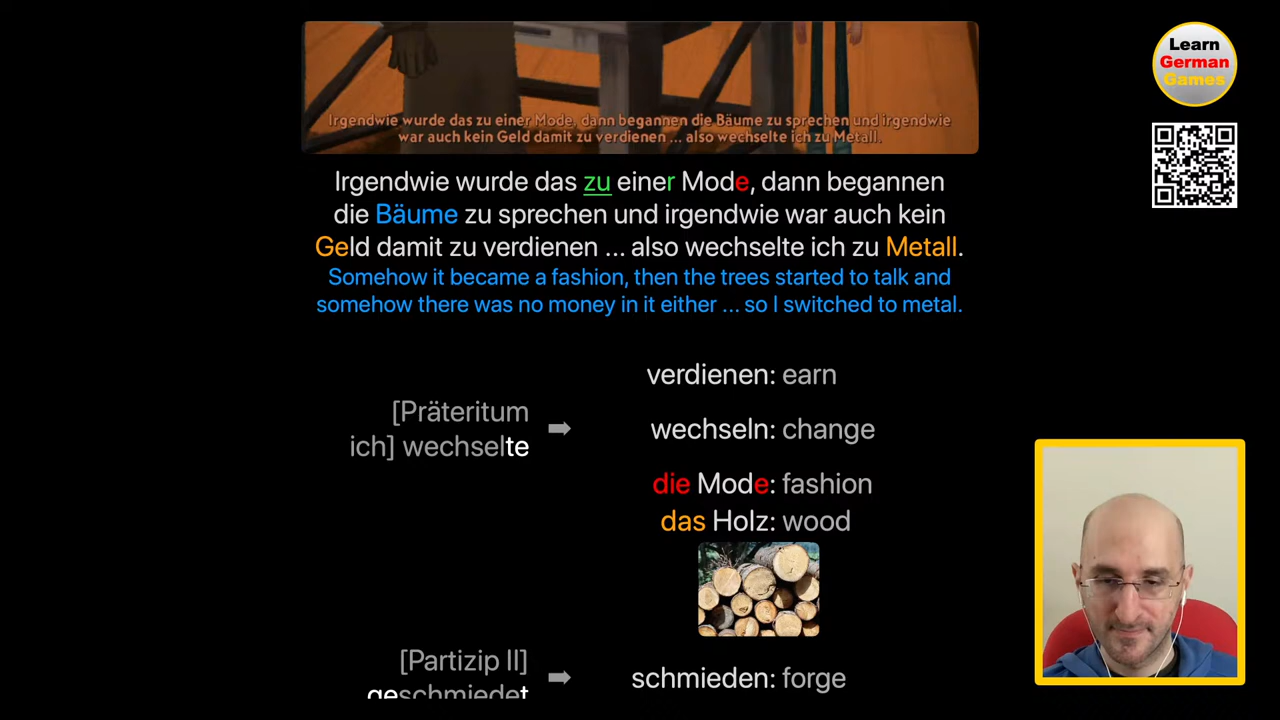 Learn
German
Games
Irgendwie wurde das zu einer Mode, dann begannen die Bäume zu sprechen und irgendwie
war auch kein Geld damit zu verdienen ... also wechselte ich zu Metall.
Irgendwie wurde das zu einer Mode, dann begannen
die Bäume zu sprechen und irgendwie war auch kein
Geld damit zu verdienen ... also wechselte ich zu Metall.
Somehow it became a fashion, then the trees started to talk and
somehow there was no money in it either ... so I switched to metal.
verdienen: earn
[Präteritum
ich] wechselte ➡ wechseln: change
die Mode: fashion
das Holz: wood
[Partizip II]
geschmiedet ➡ schmieden: forge